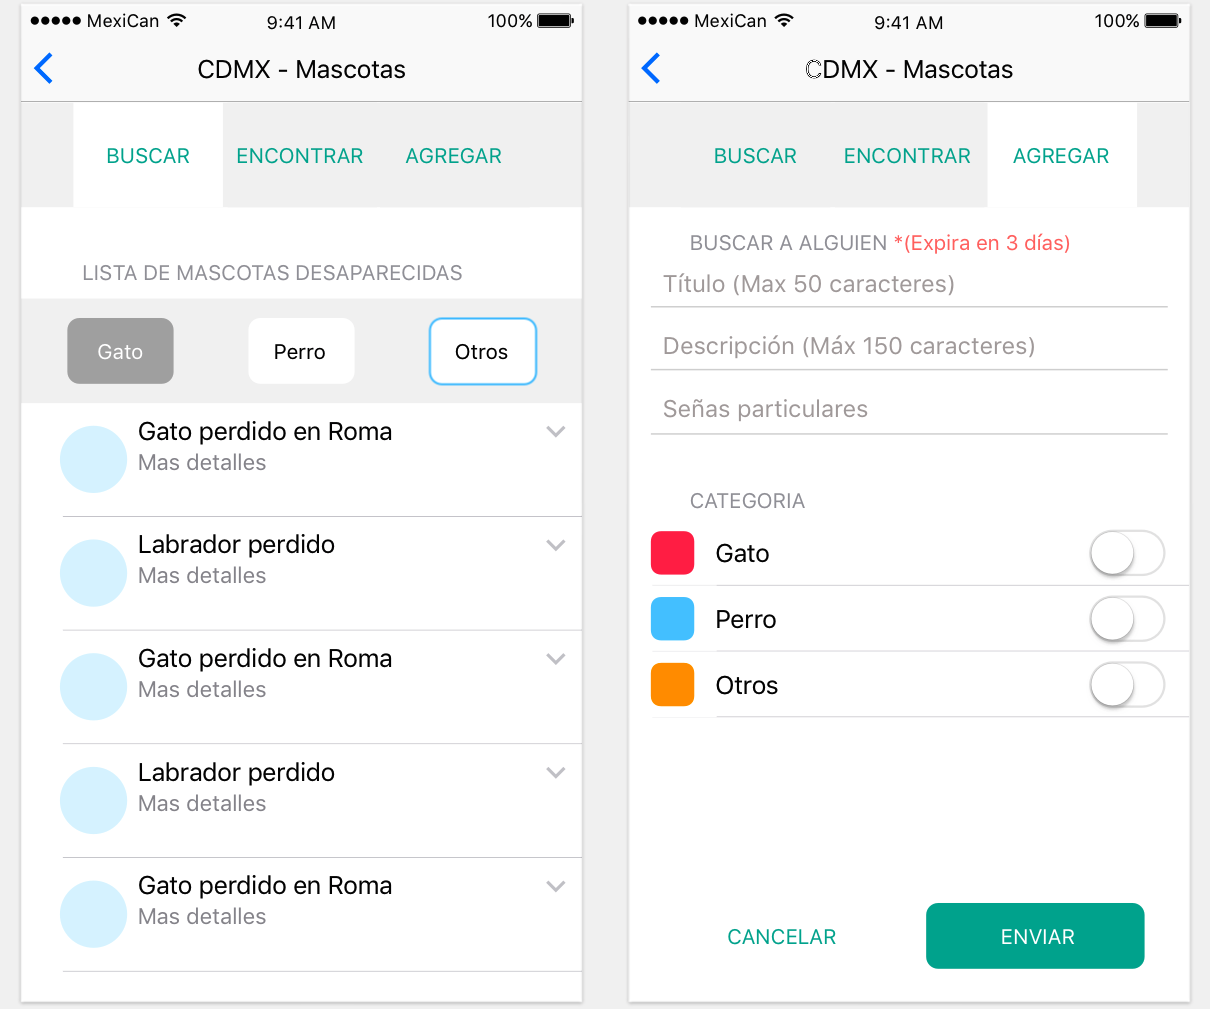 MexiCan 9:41 AM 100%
CDMX - Mascotas
BUSCAR ENCONTRAR AGREGAR
LISTA DE MASCOTAS DESAPARECIDAS
Gato Perro Otros
Gato perdido en Roma
Mas detalles
Labrador perdido
Mas detalles
Gato perdido en Roma
Mas detalles
Labrador perdido
Mas detalles
Gato perdido en Roma
Mas detalles
MexiCan 9:41 AM 100%
CDMX - Mascotas
BUSCAR ENCONTRAR AGREGAR
BUSCAR A ALGUIEN *(Expira en 3 días)
Título (Max 50 caracteres)
Descripción (Máx 150 caracteres)
Señas particulares
CATEGORIA
Gato
Perro
Otros
CANCELAR ENVIAR